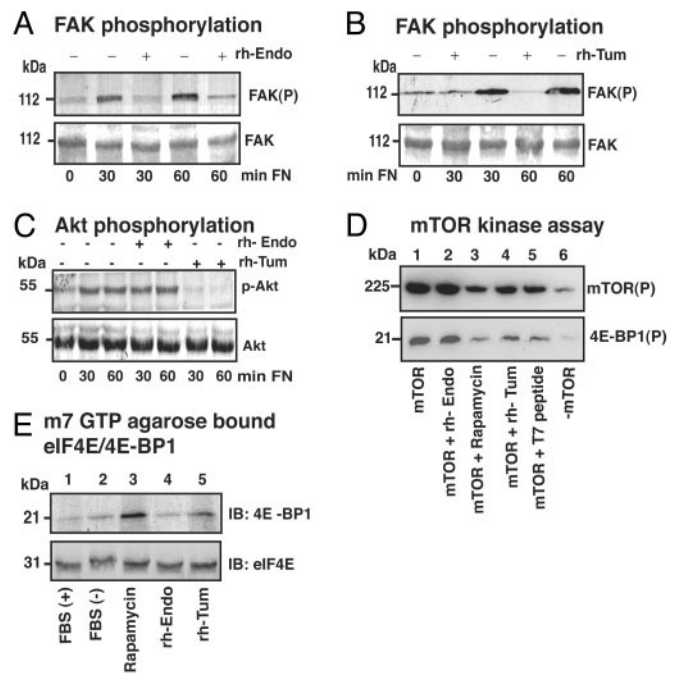 A FAK phosphorylation
– – + – + rh-Endo
kDa
112 FAK(P)
112 FAK
0 30 30 60 60 min FN
B FAK phosphorylation
– + – + – rh-Tum
kDa
112 FAK(P)
112 FAK
0 30 30 60 60 min FN
C Akt phosphorylation
- - - + + - - rh- Endo
- - - - - + + rh-Tum
kDa
55 p-Akt
55 Akt
0 30 60 30 60 30 60 min FN
D mTOR kinase assay
kDa 1 2 3 4 5 6
225 mTOR(P)
21 4E-BP1(P)
mTOR
mTOR + rh- Endo
mTOR + Rapamycin
mTOR + rh- Tum
mTOR + T7 peptide
-mTOR
E m7 GTP agarose bound
eIF4E/4E-BP1
kDa 1 2 3 4 5
21 IB: 4E -BP1
31 IB: eIF4E
FBS (+)
FBS (-)
Rapamycin
rh-Endo
rh-Tum